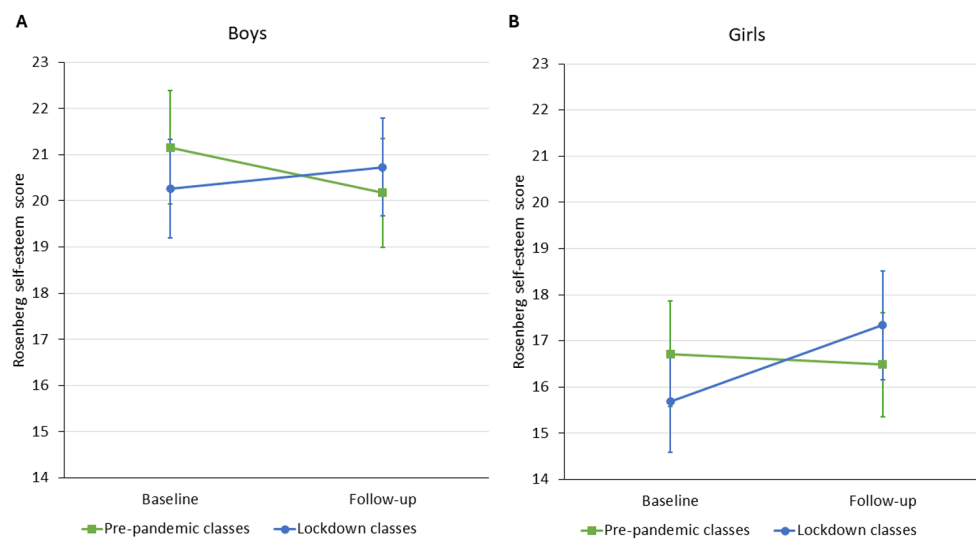 A
Boys
Rosenberg self-esteem score
23
22
21
20
19
18
17
16
15
14
Baseline Follow-up
Pre-pandemic classes Lockdown classes
B
Girls
Rosenberg self-esteem score
23
22
21
20
19
18
17
16
15
14
Baseline Follow-up
Pre-pandemic classes Lockdown classes